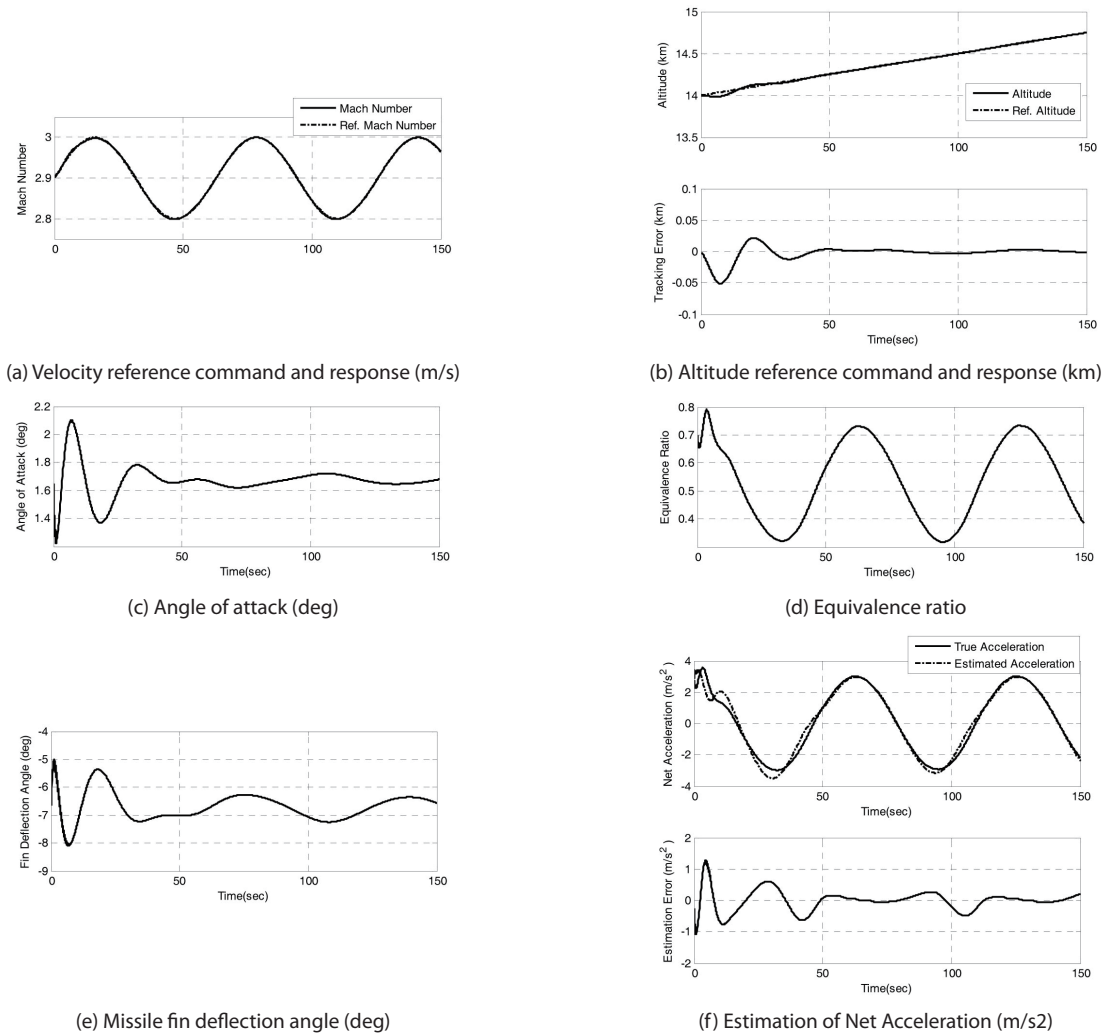 Mach Number
Ref. Mach Number
Mach Number
3
2.9
2.8
0
50
100
150
(a) Velocity reference command and response (m/s)
15
14.5
14
13.5
Altitude (km)
Altitude
Ref. Altitude
0
50
100
150
0.1
0.05
0
-0.05
-0.1
Tracking Error (km)
0
50
100
150
Time(sec)
(b) Altitude reference command and response (km)
2.2
2
1.8
1.6
1.4
Angle of Attack (deg)
0
50
100
150
Time(sec)
(c) Angle of attack (deg)
0.8
0.7
0.6
0.5
0.4
Equivalence Ratio
0
50
100
150
Time(sec)
(d) Equivalence ratio
-4
-5
-6
-7
-8
-9
Fin Deflection Angle (deg)
0
50
100
150
Time(sec)
(e) Missile fin deflection angle (deg)
True Acceleration
Estimated Acceleration
4
2
0
-2
-4
Net Acceleration (m/s²)
0
50
100
150
2
1
0
-1
-2
Estimation Error (m/s²)
0
50
100
150
Time(sec)
(f) Estimation of Net Acceleration (m/s2)